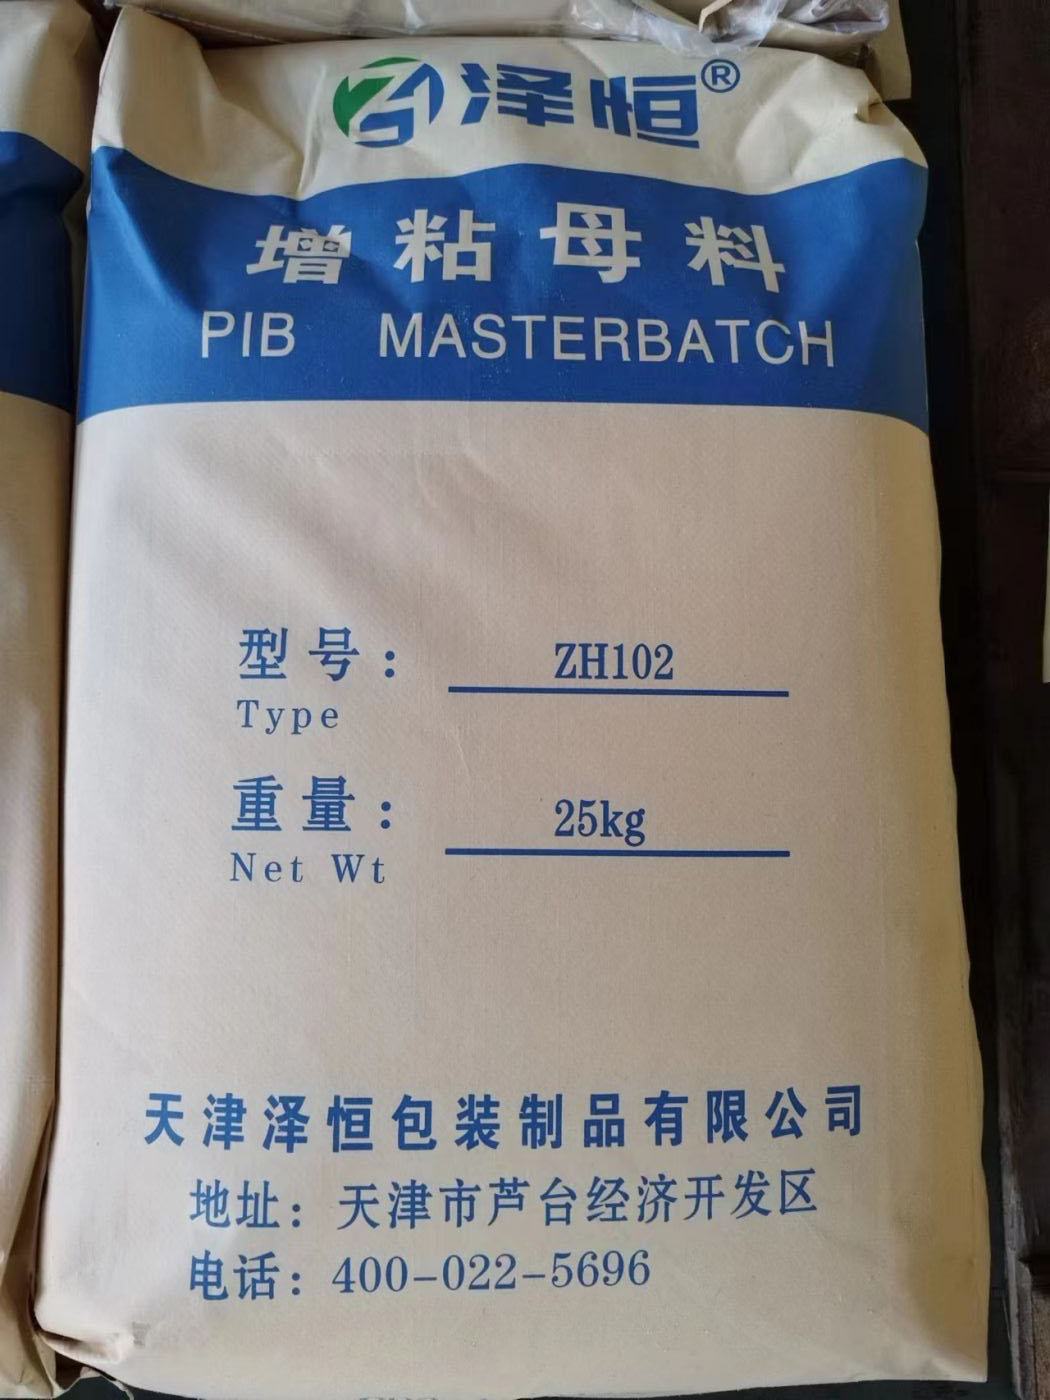 泽恒®
增粘母料
PIB MASTERBATCH
型号： ZH102
Type
重量： 25kg
Net Wt
天津泽恒包装制品有限公司
地址：天津市芦台经济开发区
电话：400-022-5696